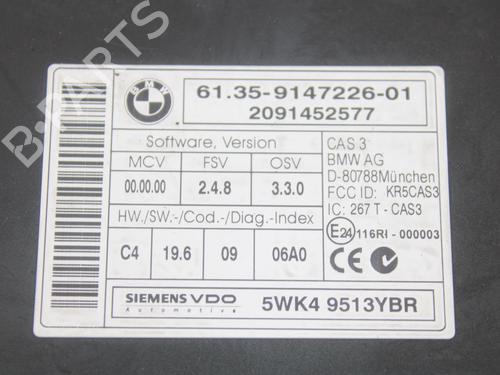 B-PARTS
BMW
61.35-9147226-01
2091452577
Software, Version
MCV FSV OSV
00.00.00 2.4.8 3.3.0
HW./SW.-/Cod.-/Diag.-Index
C4 19.6 09 06A0
CAS 3
BMW AG
D-80788München
FCC ID: KR5CAS3
IC: 267 T - CAS3
E24 116RI - 000003
CE
SIEMENS VDO
Automotive
5WK4 9513YBR